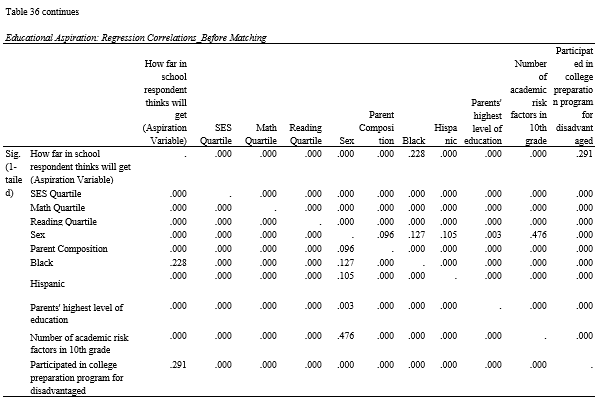 Table 36 continues
Educational Aspiration: Regression Correlations_Before Matching
How far in school respondent thinks will get (Aspiration Variable) SES Quartile Math Quartile Reading Quartile Sex Parent Composi tion Black Hispa nic Parents' highest level of education Number of academic risk factors in 10th grade Participat ed in college preparatio n program for disadvant aged
Sig. (1- taile d) How far in school respondent thinks will get (Aspiration Variable) . .000 .000 .000 .000 .000 .228 .000 .000 .000 .291
SES Quartile .000 . .000 .000 .000 .000 .000 .000 .000 .000 .000
Math Quartile .000 .000 . .000 .000 .000 .000 .000 .000 .000 .000
Reading Quartile .000 .000 .000 . .000 .000 .000 .000 .000 .000 .000
Sex .000 .000 .000 .000 . .096 .127 .105 .003 .476 .000
Parent Composition .000 .000 .000 .000 .096 . .000 .000 .000 .000 .000
Black .228 .000 .000 .000 .127 .000 . .000 .000 .000 .000
Hispanic .000 .000 .000 .000 .105 .000 .000 . .000 .000 .000
Parents' highest level of education .000 .000 .000 .000 .003 .000 .000 .000 . .000 .000
Number of academic risk factors in 10th grade .000 .000 .000 .000 .476 .000 .000 .000 .000 . .000
Participated in college preparation program for disadvantaged .291 .000 .000 .000 .000 .000 .000 .000 .000 .000 .